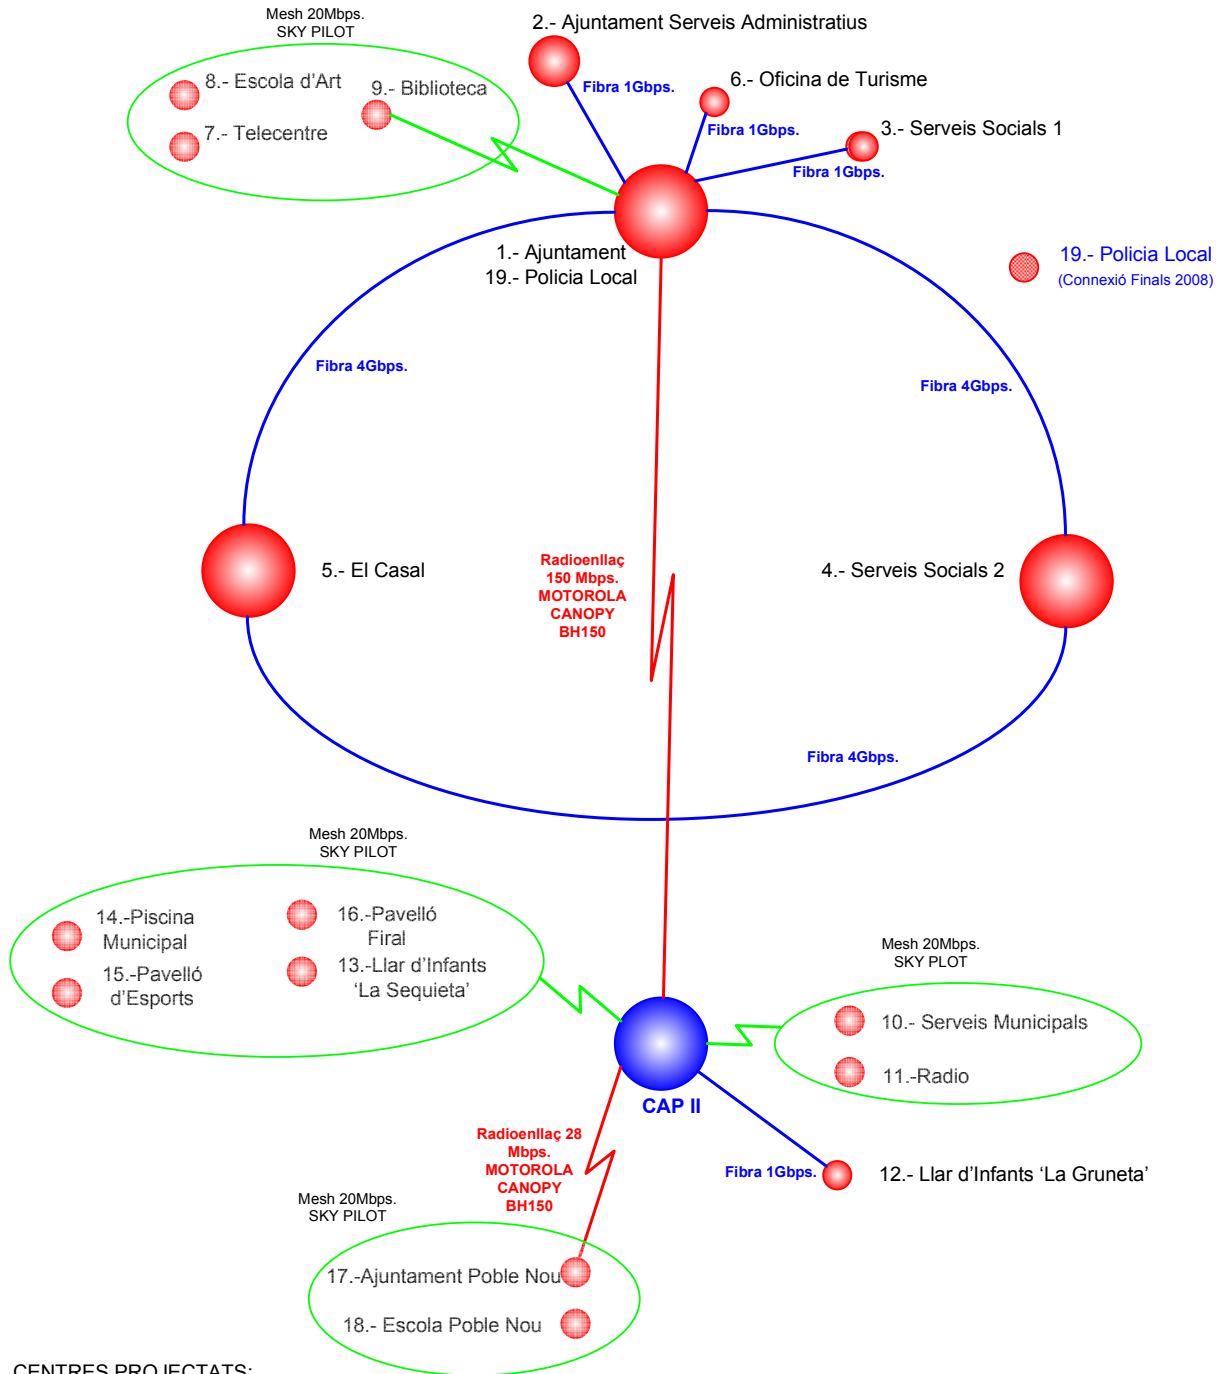 Mesh 20Mbps.
SKY PILOT
2.- Ajuntament Serveis Administratius
8.- Escola d'Art
9.- Biblioteca
7.- Telecentre
Fibra 1Gbps.
6.- Oficina de Turisme
Fibra 1Gbps.
3.- Serveis Socials 1
Fibra 1Gbps.
1.- Ajuntament
19.- Policia Local
19.- Policia Local
(Connexió Finals 2008)
Fibra 4Gbps.
Fibra 4Gbps.
5.- El Casal
Radioenllaç
150 Mbps.
MOTOROLA
CANOPY
BH150
4.- Serveis Socials 2
Fibra 4Gbps.
Mesh 20Mbps.
SKY PILOT
14.-Piscina
Municipal
16.-Pavelló
Firal
15.-Pavelló
d'Esports
13.-Llar d'Infants
'La Sequieta'
Mesh 20Mbps.
SKY PLOT
10.- Serveis Municipals
11.-Radio
CAP II
Radioenllaç 28
Mbps.
MOTOROLA
CANOPY
BH150
Fibra 1Gbps.
12.- Llar d'Infants 'La Gruneta'
Mesh 20Mbps.
SKY PILOT
17.-Ajuntament Poble Nou
18.- Escola Poble Nou
CENTRES PROJECTATS: